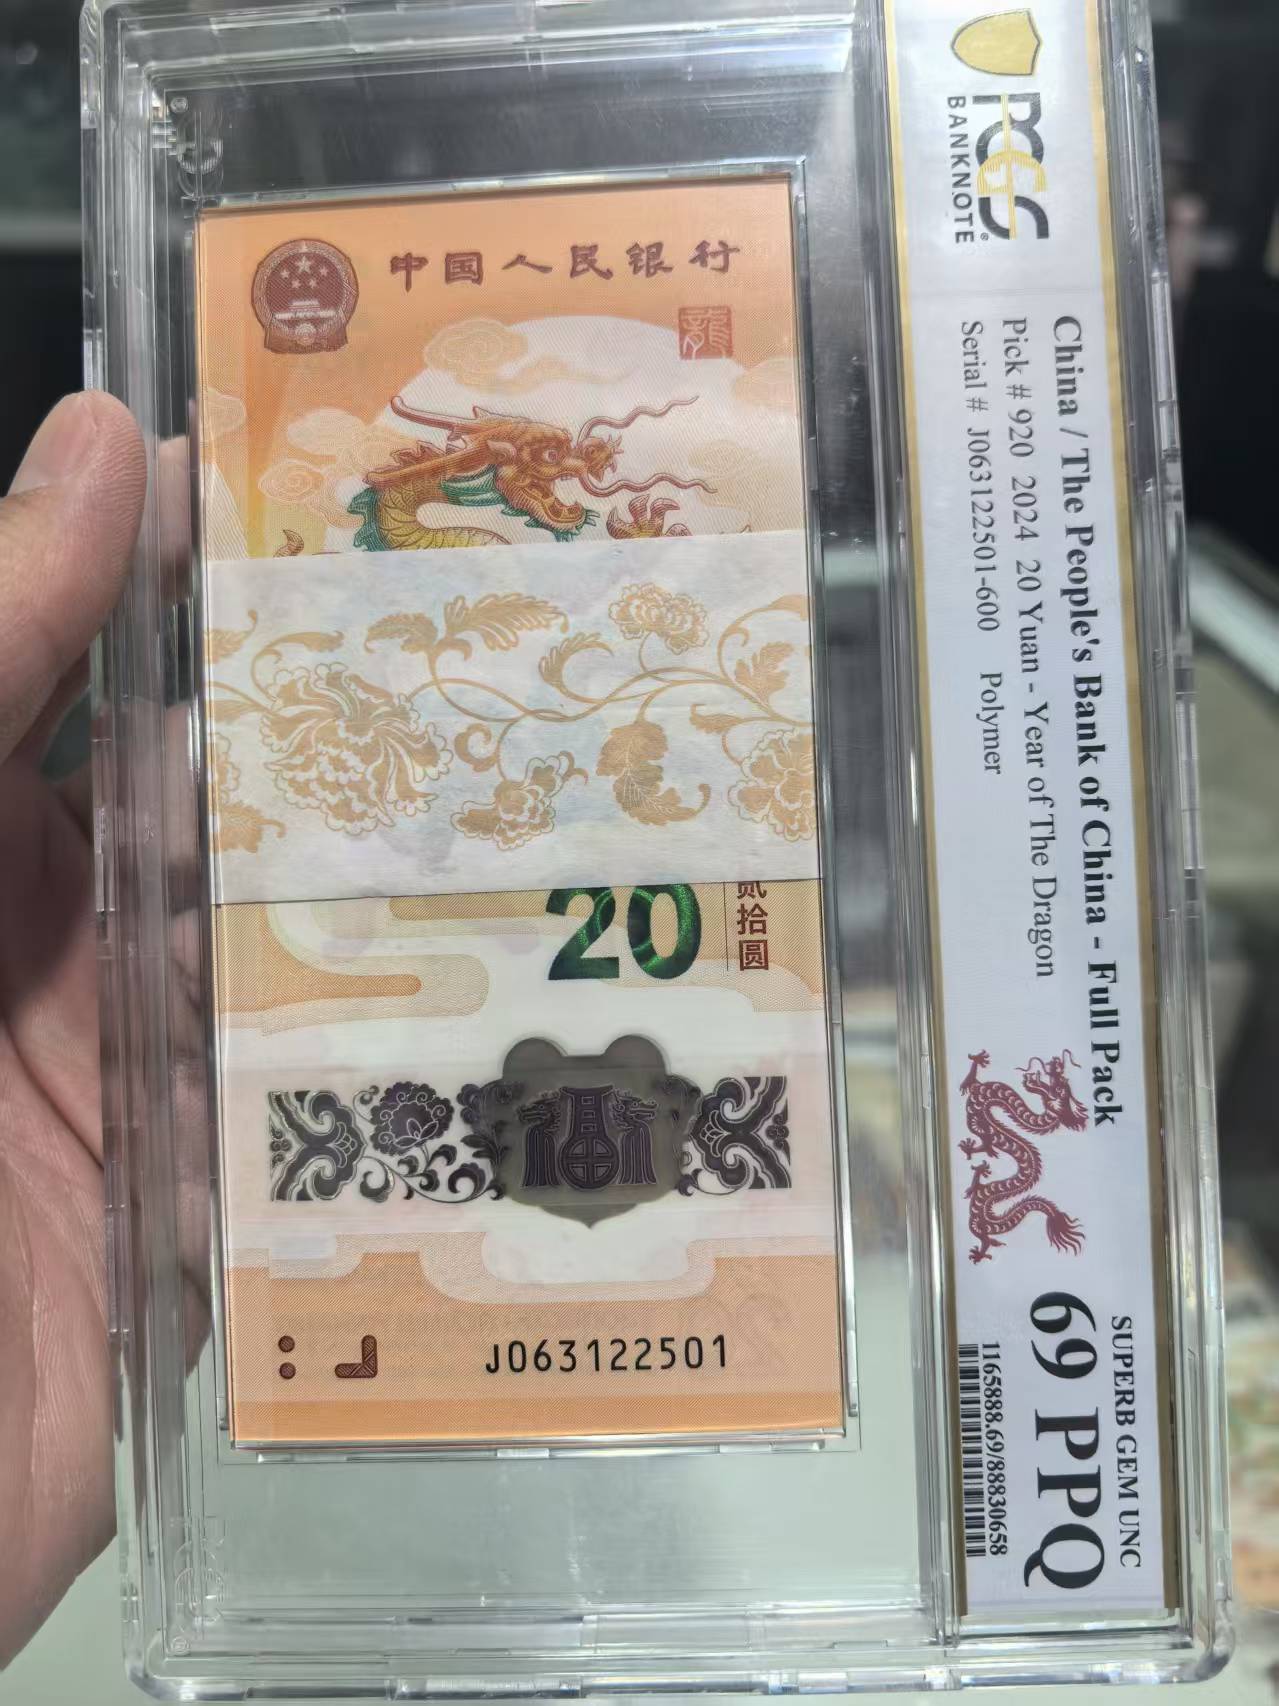 中国人民银行
龍
20
贰拾圆
J063122501
PCGS
BANKNOTE
China / The People's Bank of China - Full Pack
Pick # 920 2024 20 Yuan - Year of The Dragon
Serial # J063122501-600 Polymer
SUPERB GEM UNC
69 PPQ
1165888.69/88830658